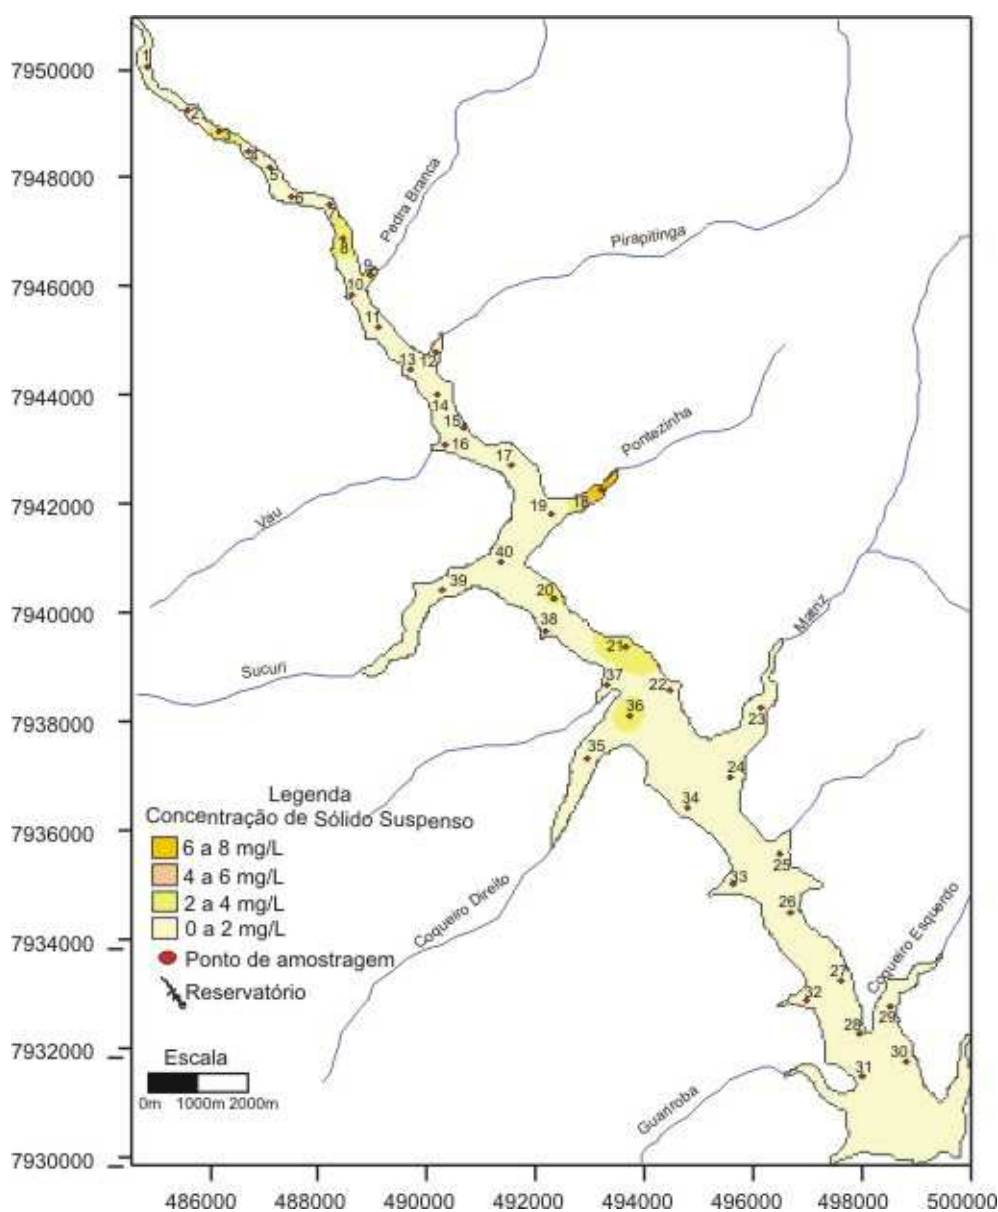 7950000
7948000
7946000
7944000
7942000
7940000
7938000
7936000
7934000
7932000
7930000
1
2
3
4
5
6
8
9
10
11
12
13
14
15
16
17
18
19
40
39
20
38
21
37
22
36
23
35
24
34
25
33
26
27
32
28
29
30
31
Pedra Branca
Pirapitinga
Pontezinha
Vau
Sucuri
Coqueiro Direito
Coqueiro Esquerdo
Guariroba
Legenda
Concentração de Sólido Suspenso
6 a 8 mg/L
4 a 6 mg/L
2 a 4 mg/L
0 a 2 mg/L
Ponto de amostragem
Reservatório
Escala
0m 1000m 2000m
486000 488000 490000 492000 494000 496000 498000 500000